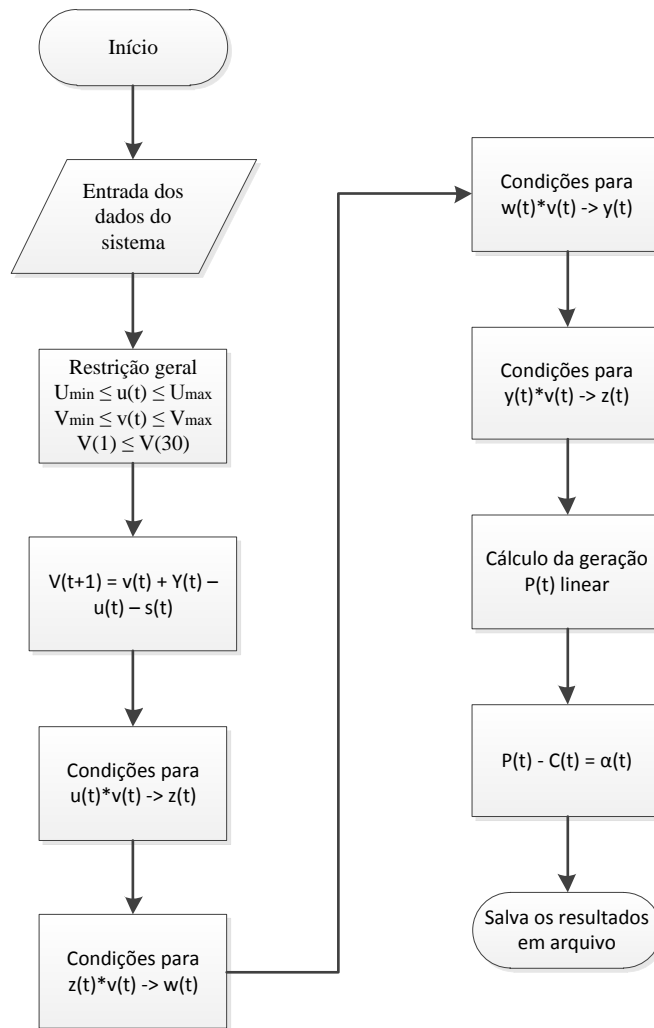 Início
Entrada dos
dados do
sistema
Restrição geral
Umin ≤ u(t) ≤ Umax
Vmin ≤ v(t) ≤ Vmax
V(1) ≤ V(30)
V(t+1) = v(t) + Y(t) –
u(t) – s(t)
Condições para
u(t)*v(t) -> z(t)
Condições para
z(t)*v(t) -> w(t)
Condições para
w(t)*v(t) -> y(t)
Condições para
y(t)*v(t) -> z(t)
Cálculo da geração
P(t) linear
P(t) - C(t) = α(t)
Salva os resultados
em arquivo